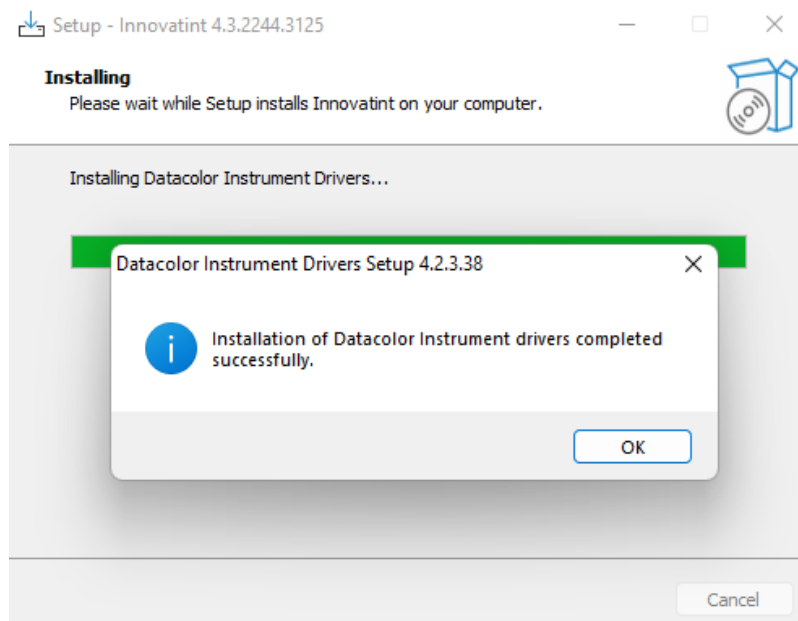 Setup - Innovatint 4.3.2244.3125
Installing
Please wait while Setup installs Innovatint on your computer.
Installing Datacolor Instrument Drivers...
Datacolor Instrument Drivers Setup 4.2.3.38
Installation of Datacolor Instrument drivers completed
successfully.
OK
Cancel